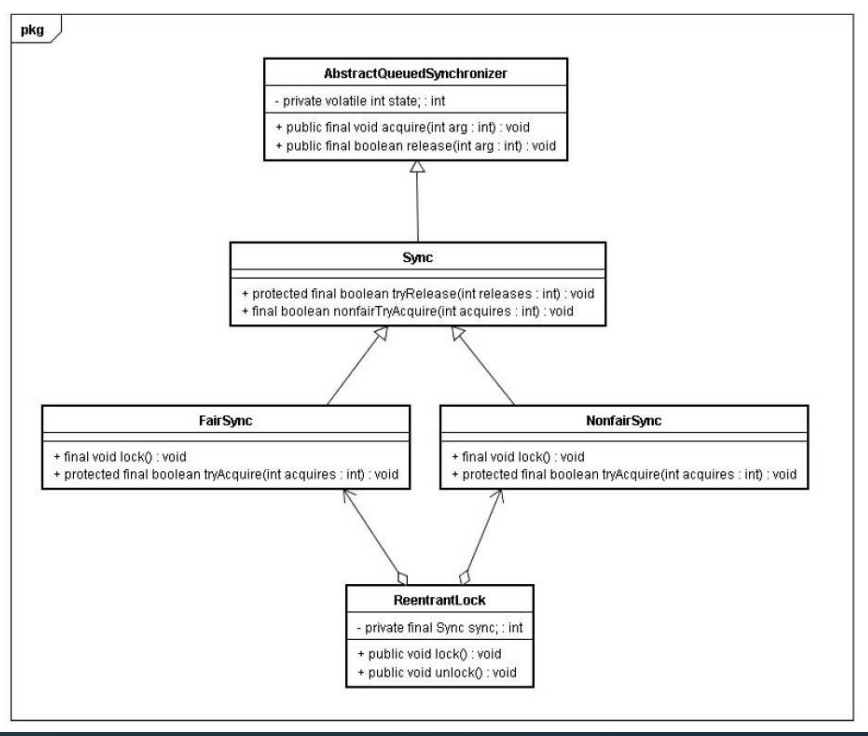 pkg
AbstractQueuedSynchronizer
- private volatile int state; : int
+ public final void acquire(int arg : int) : void
+ public final boolean release(int arg : int) : void
Sync
+ protected final boolean tryRelease(int releases : int) : void
+ final boolean nonfairTryAcquire(int acquires : int) : void
FairSync
+ final void lock() : void
+ protected final boolean tryAcquire(int acquires : int) : void
NonfairSync
+ final void lock() : void
+ protected final boolean tryAcquire(int acquires : int) : void
ReentrantLock
- private final Sync sync; : int
+ public void lock() : void
+ public void unlock() : void